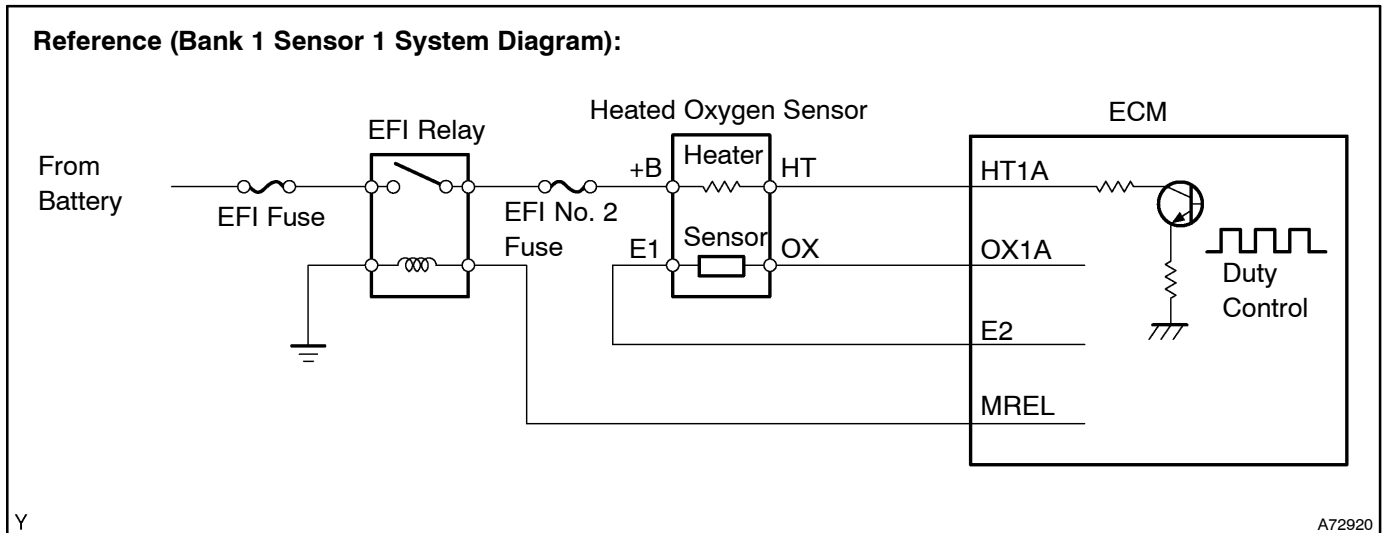 Reference (Bank 1 Sensor 1 System Diagram):
Heated Oxygen Sensor
ECM
EFI Relay
From
Battery
EFI Fuse
EFI No. 2
Fuse
+B
Heater
HT
HT1A
E1
Sensor
OX
OX1A
Duty
Control
E2
MREL
Y
A72920